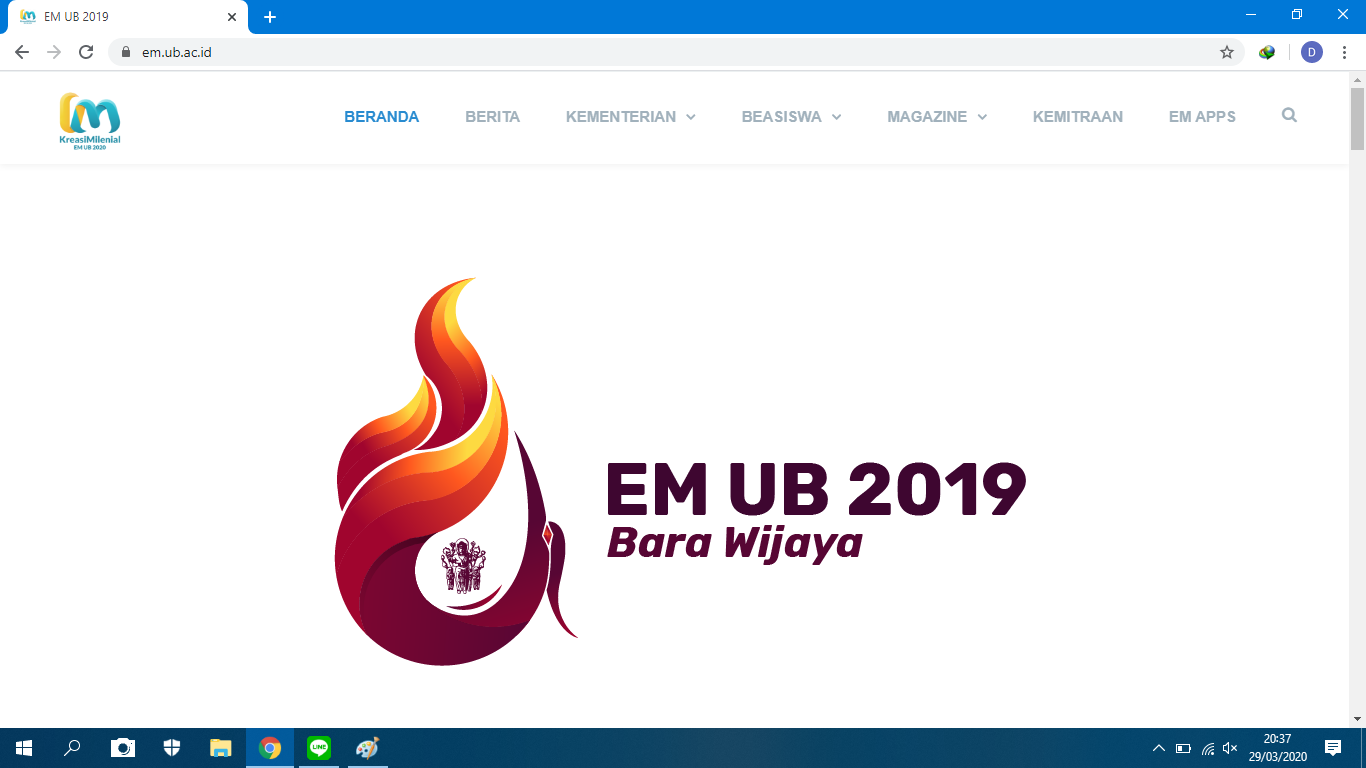 EM UB 2019
em.ub.ac.id
D
KreasiMilenial
EM UB 2020
BERANDA BERITA KEMENTERIAN BEASISWA MAGAZINE KEMITRAAN EM APPS
EM UB 2019
Bara Wijaya
LINE
20:37
29/03/2020